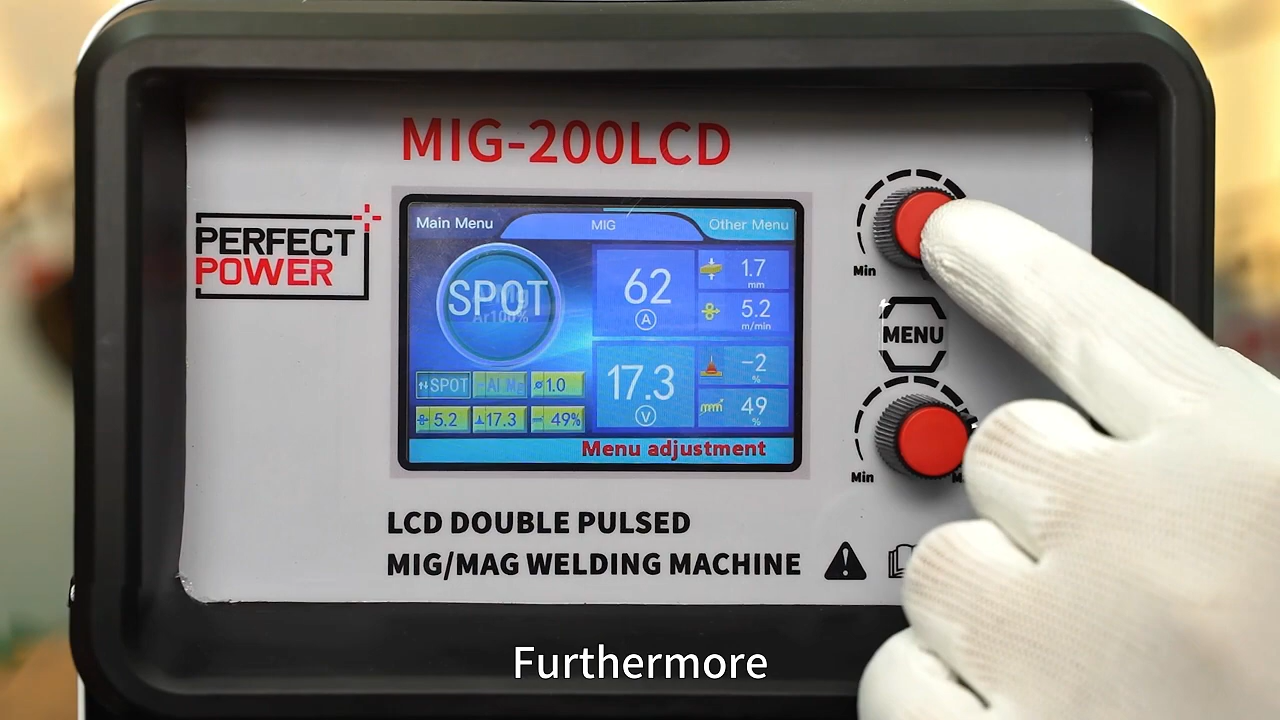 MIG-200LCD
PERFECT
POWER
Main Menu
MIG
Other Menu
SPOT
Ar100%
62
A
1.7
mm
5.2
m/min
17.3
V
-2
%
49
%
SPOT
Al Mg
1.0
5.2
17.3
49%
Menu adjustment
Min
MENU
Min
LCD DOUBLE PULSED
MIG/MAG WELDING MACHINE
Furthermore